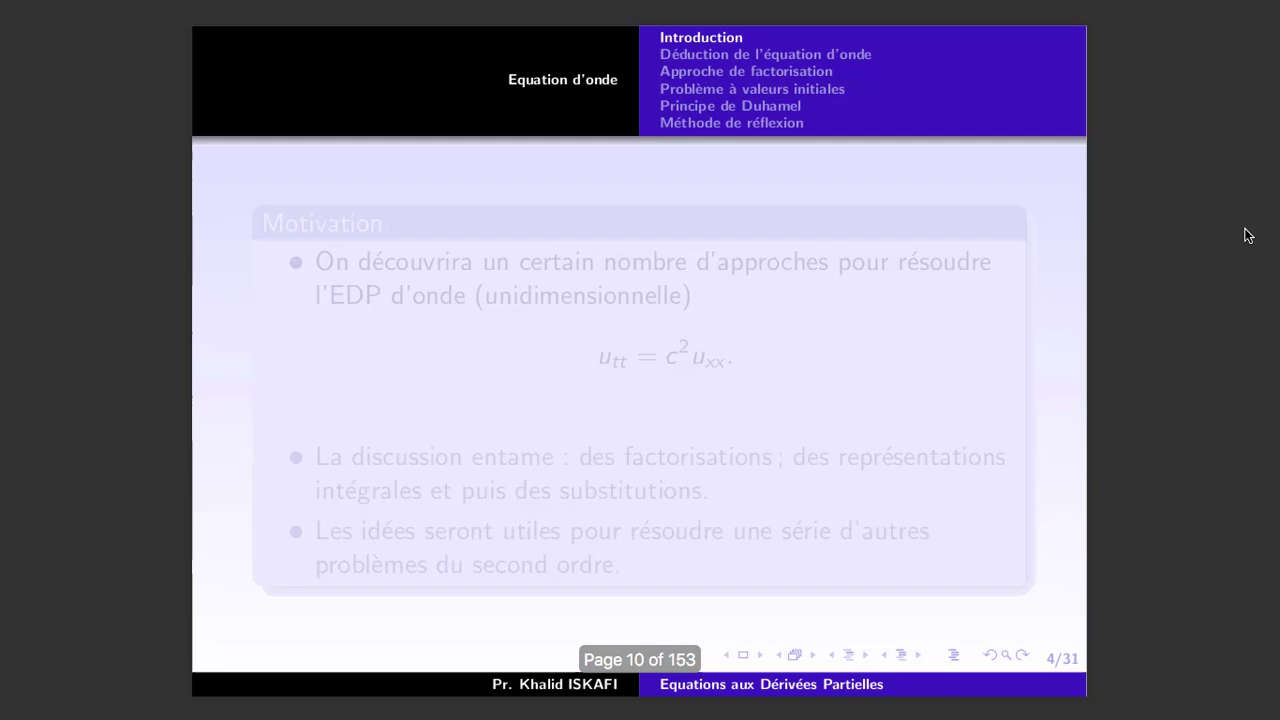 Equation d'onde
Introduction
Déduction de l'équation d'onde
Approche de factorisation
Problème à valeurs initiales
Principe de Duhamel
Méthode de réflexion
Motivation
On découvrira un certain nombre d'approches pour résoudre
l'EDP d'onde (unidimensionnelle)
u_tt = c²u_xx.
La discussion entame : des factorisations ; des représentations
intégrales et puis des substitutions.
Les idées seront utiles pour résoudre une série d'autres
problèmes du second ordre.
Page 10 of 153
4/31
Pr. Khalid ISKAFI
Equations aux Dérivées Partielles